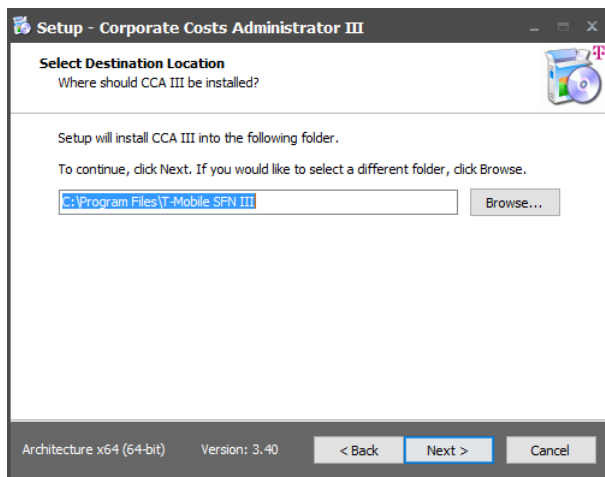 Setup - Corporate Costs Administrator III
Select Destination Location
Where should CCA III be installed?
T
Setup will install CCA III into the following folder.
To continue, click Next. If you would like to select a different folder, click Browse.
C:\Program Files\T-Mobile SFN III
Browse...
Architecture x64 (64-bit)
Version: 3.40
< Back
Next >
Cancel